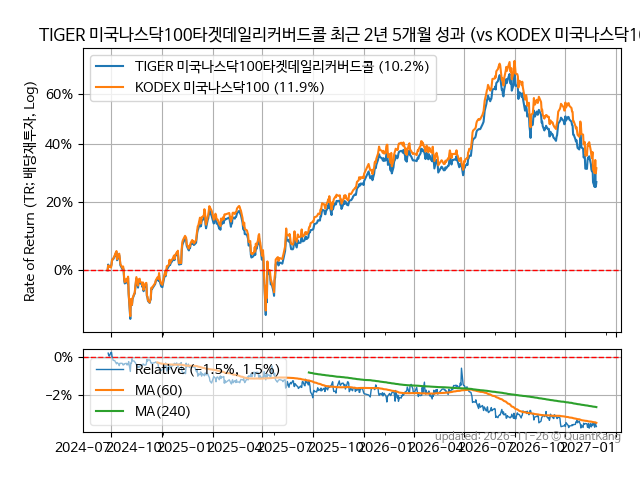 TIGER 미국나스닥100타겟데일리커버드콜 최근 2년 5개월 성과 (vs KODEX 미국나스닥10
TIGER 미국나스닥100타겟데일리커버드콜 (10.2%)
KODEX 미국나스닥100 (11.9%)
Rate of Return (TR: 배당재투자, Log)
60%
40%
20%
0%
0%
−2%
Relative (−1.5%, 1.5%)
MA(60)
MA(240)
updated: 2026-11-26 © QuantKang
2024-07
2024-10
2025-01
2025-04
2025-07
2025-10
2026-01
2026-04
2026-07
2026-10
2027-01